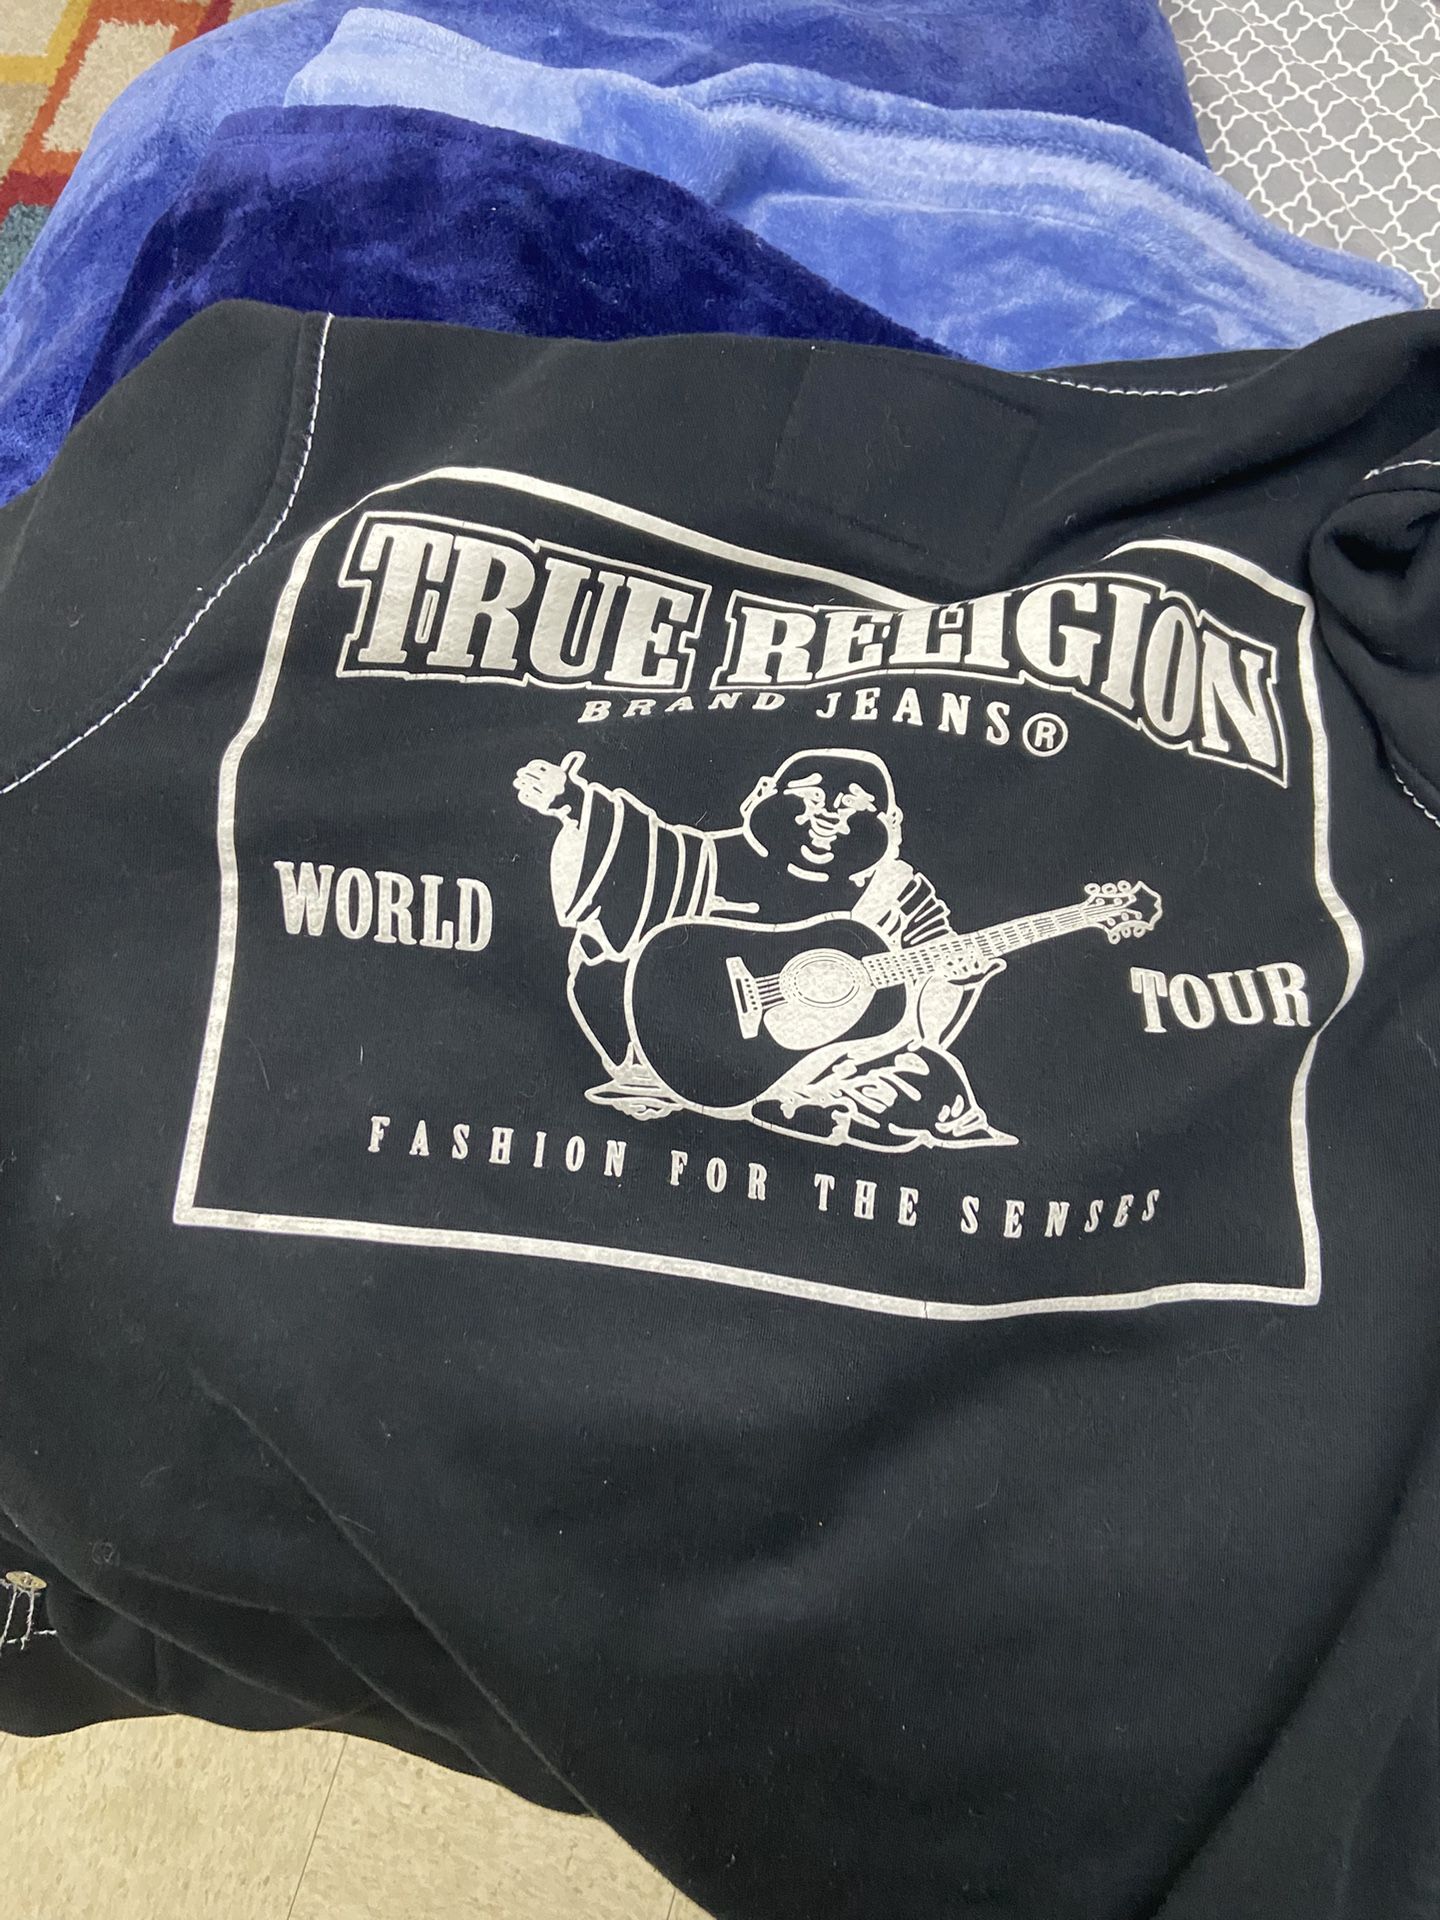 TRUE RELIGION
BRAND JEANS®
WORLD TOUR
FASHION FOR THE SENSES